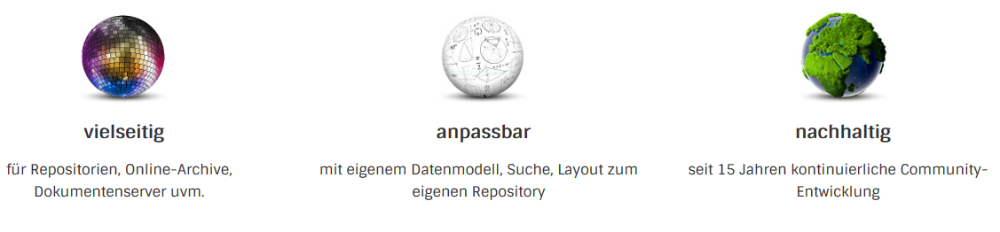 vielseitig
für Repositorien, Online-Archive,
Dokumentenserver uvm.
anpassbar
mit eigenem Datenmodell, Suche, Layout zum
eigenen Repository
nachhaltig
seit 15 Jahren kontinuierliche Community-
Entwicklung